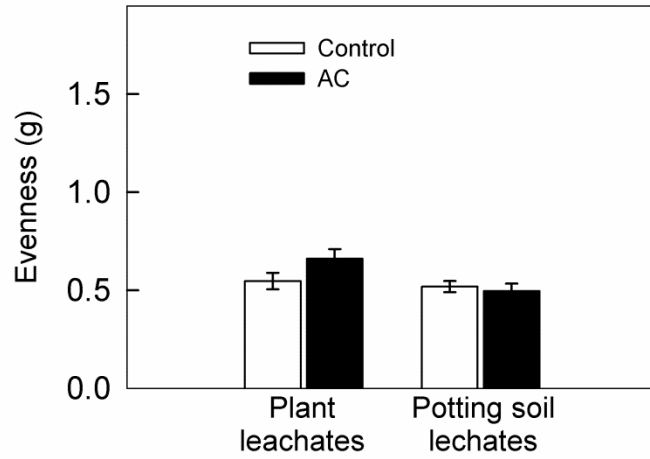 Control
AC
Evenness (g)
1.5
1.0
0.5
0.0
Plant
leachates
Potting soil
lechates